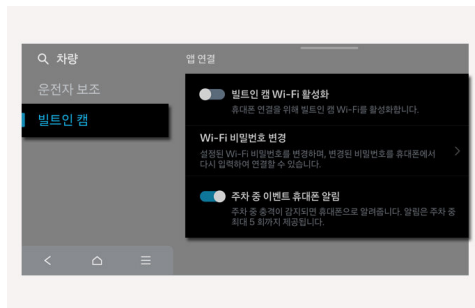 차량
앱 연결
운전자 보조
빌트인 캠
빌트인 캠 Wi-Fi 활성화
휴대폰 연결을 위해 빌트인 캠 Wi-Fi를 활성화합니다.
Wi-Fi 비밀번호 변경
설정된 Wi-Fi 비밀번호를 변경하며, 변경된 비밀번호를 휴대폰에서
다시 입력하여 연결할 수 있습니다.
주차 중 이벤트 휴대폰 알림
주차 중 충격이 감지되면 휴대폰으로 알려줍니다. 알림은 주차 중
최대 5 회까지 제공됩니다.